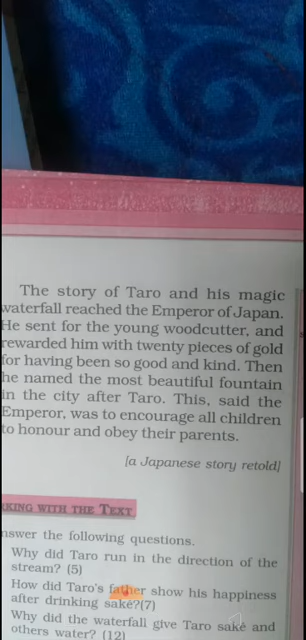 The story of Taro and his magic
waterfall reached the Emperor of Japan.
He sent for the young woodcutter, and
rewarded him with twenty pieces of gold
for having been so good and kind. Then
he named the most beautiful fountain
in the city after Taro. This, said the
Emperor, was to encourage all children
to honour and obey their parents.
[a Japanese story retold]
RKING WITH THE TEXT
nswer the following questions.
Why did Taro run in the direction of the
stream? (5)
How did Taro's father show his happiness
after drinking saké?(7)
Why did the waterfall give Taro saké and
others water? (12)